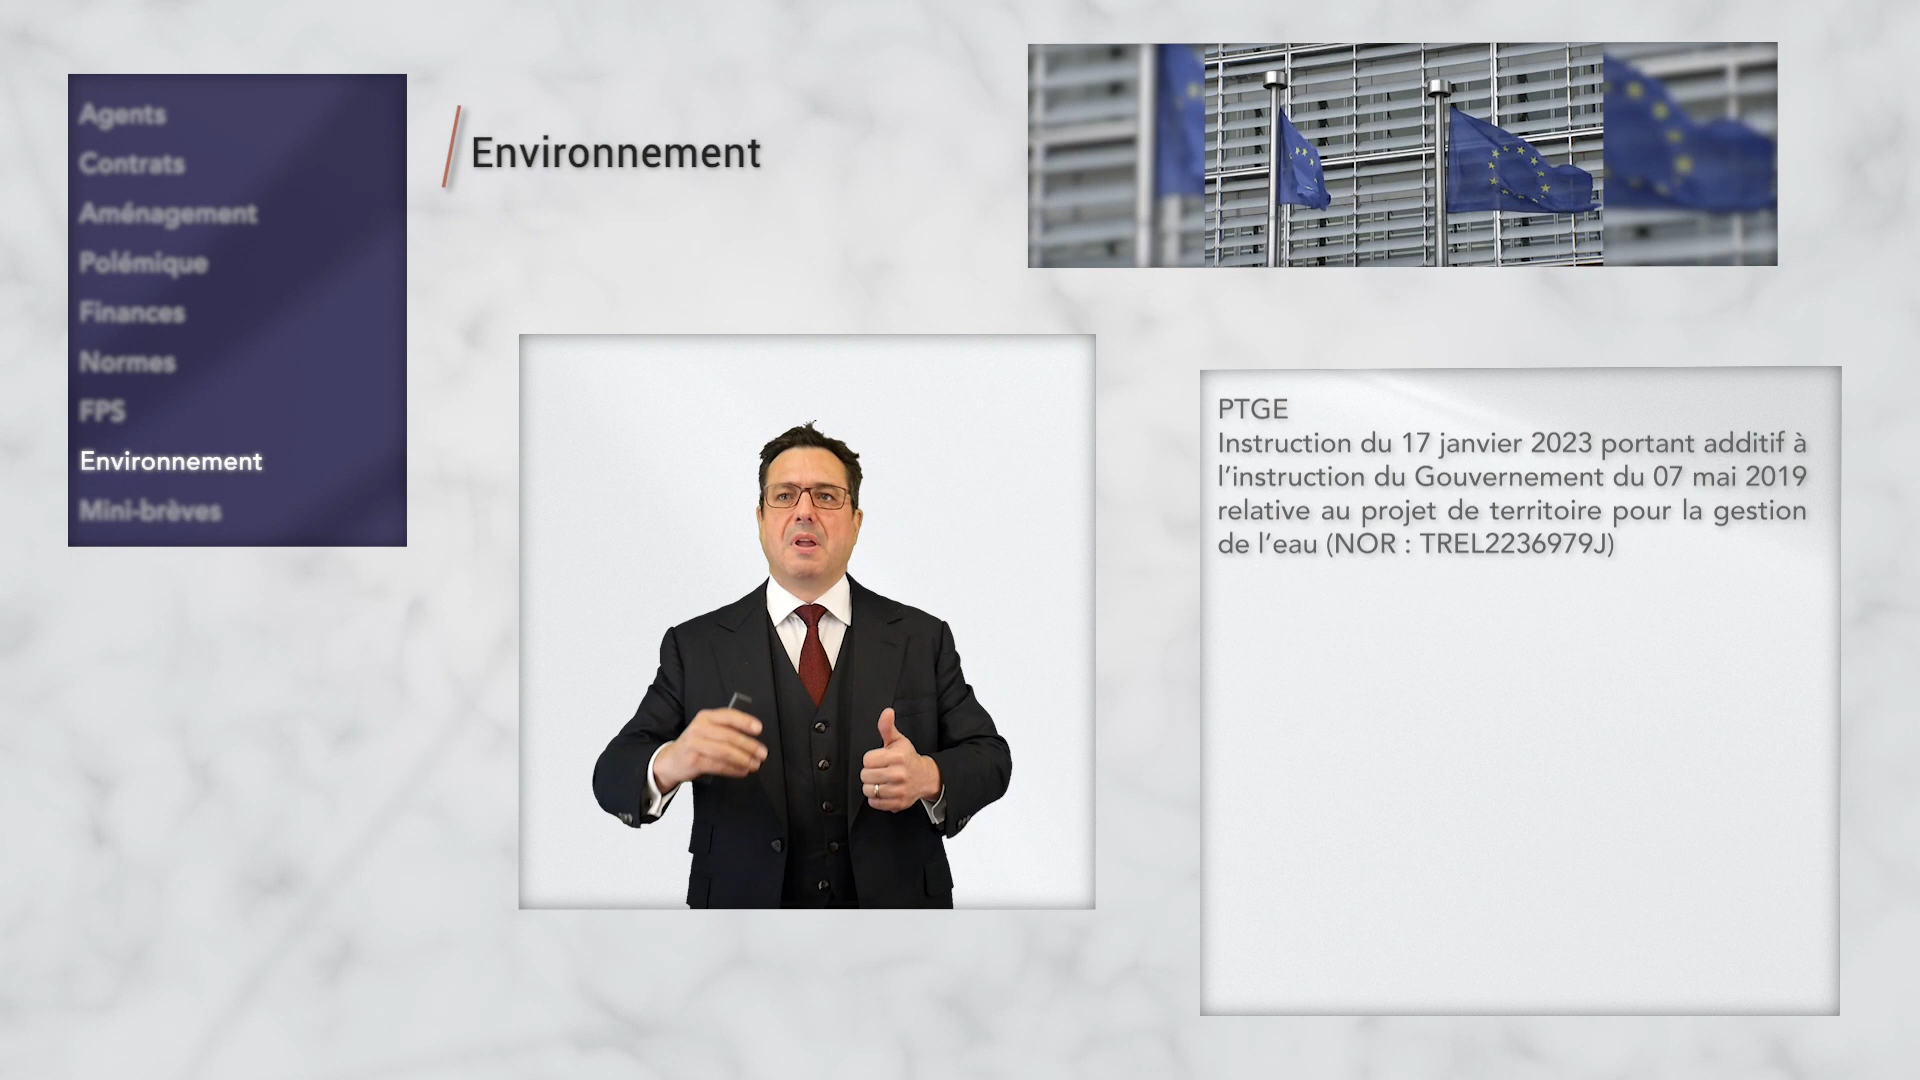 Agents
Contrats
Aménagement
Polémique
Finances
Normes
FPS
Environnement
Mini-brèves
Environnement
PTGE
Instruction du 17 janvier 2023 portant additif à
l'instruction du Gouvernement du 07 mai 2019
relative au projet de territoire pour la gestion
de l'eau (NOR : TREL2236979J)